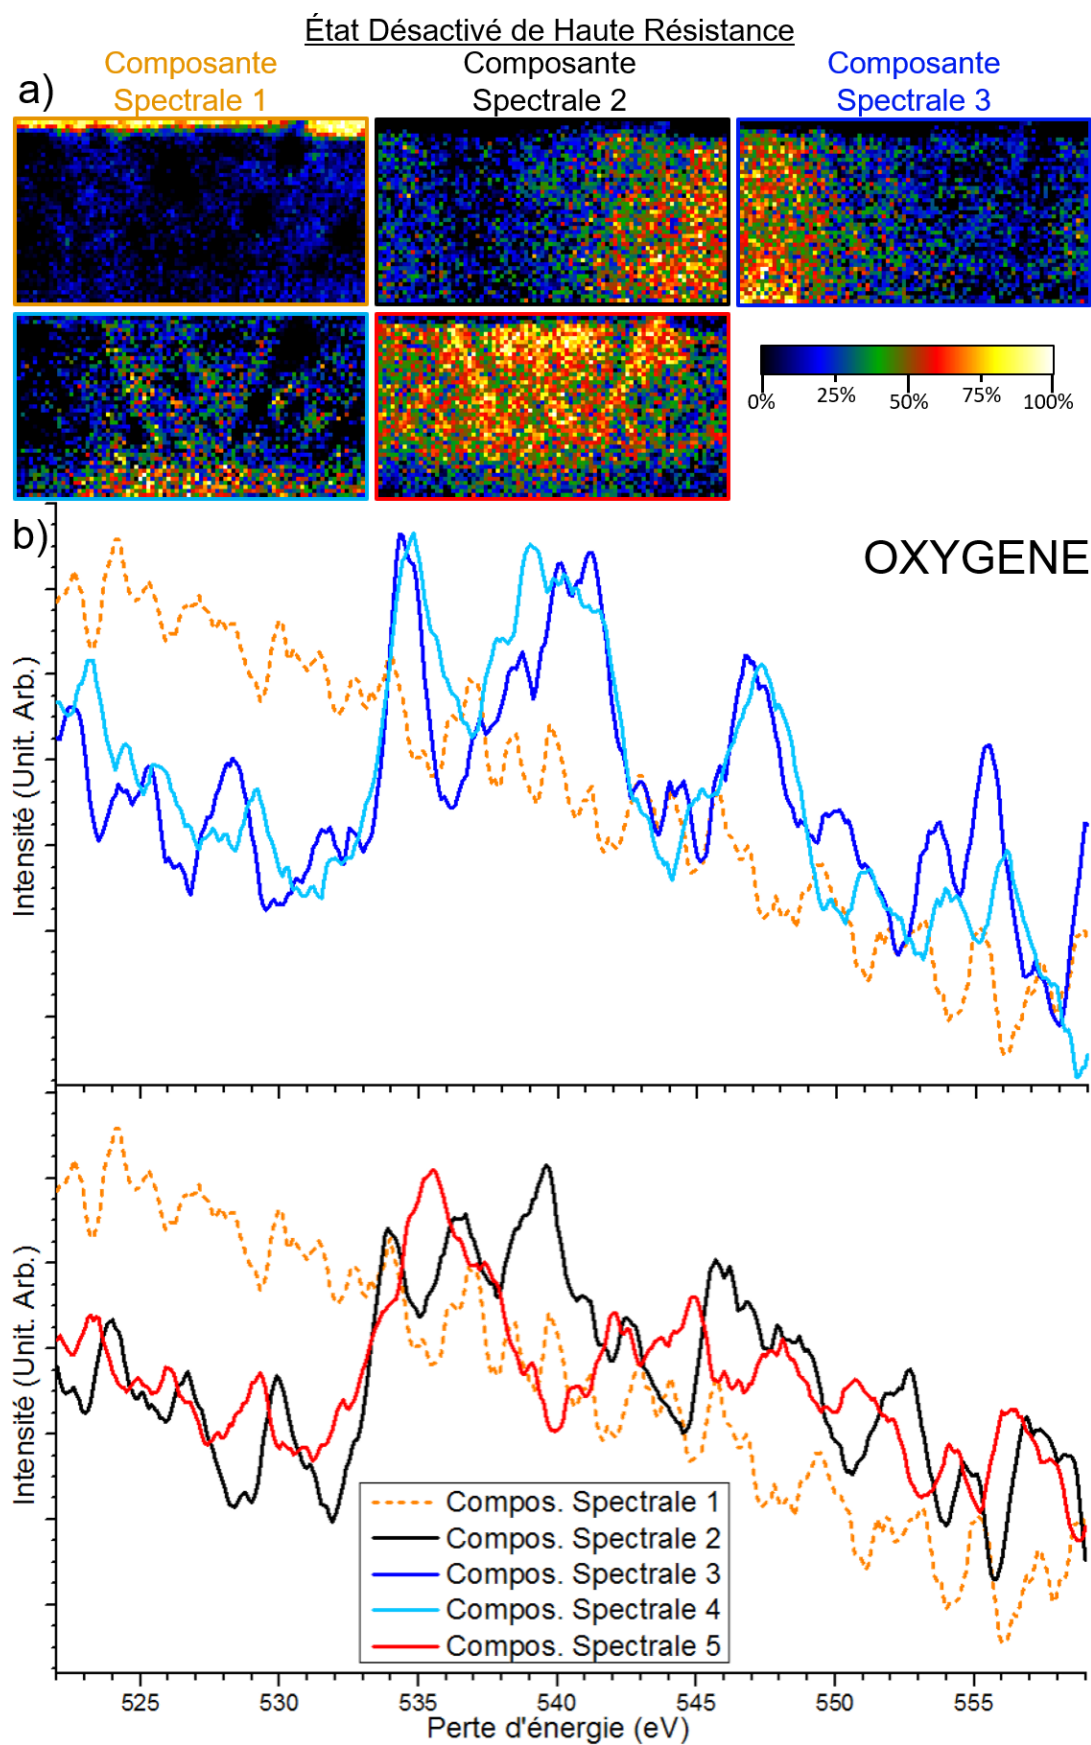 État Désactivé de Haute Résistance
Composante
Spectrale 1
Composante
Spectrale 2
Composante
Spectrale 3
a)
0% 25% 50% 75% 100%
b)
OXYGENE
Intensité (Unit. Arb.)
Intensité (Unit. Arb.)
Compos. Spectrale 1
Compos. Spectrale 2
Compos. Spectrale 3
Compos. Spectrale 4
Compos. Spectrale 5
525 530 535 540 545 550 555
Perte d'énergie (eV)